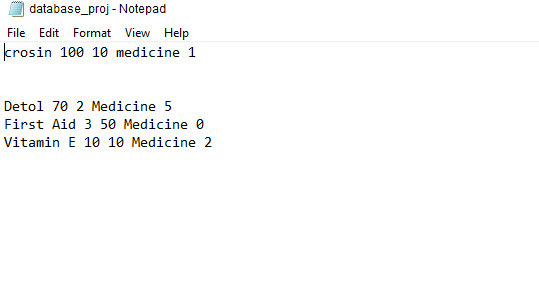 database_proj - Notepad
File Edit Format View Help
crosin 100 10 medicine 1
Detol 70 2 Medicine 5
First Aid 3 50 Medicine 0
Vitamin E 10 10 Medicine 2